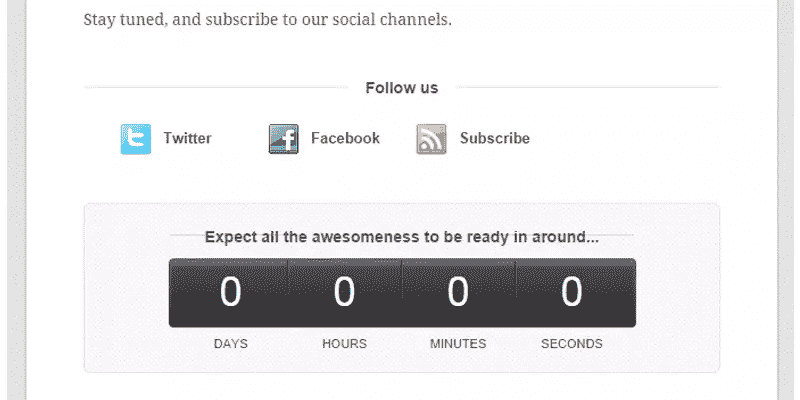 Stay tuned, and subscribe to our social channels.
Follow us
Twitter Facebook Subscribe
Expect all the awesomeness to be ready in around...
0 0 0 0
DAYS HOURS MINUTES SECONDS